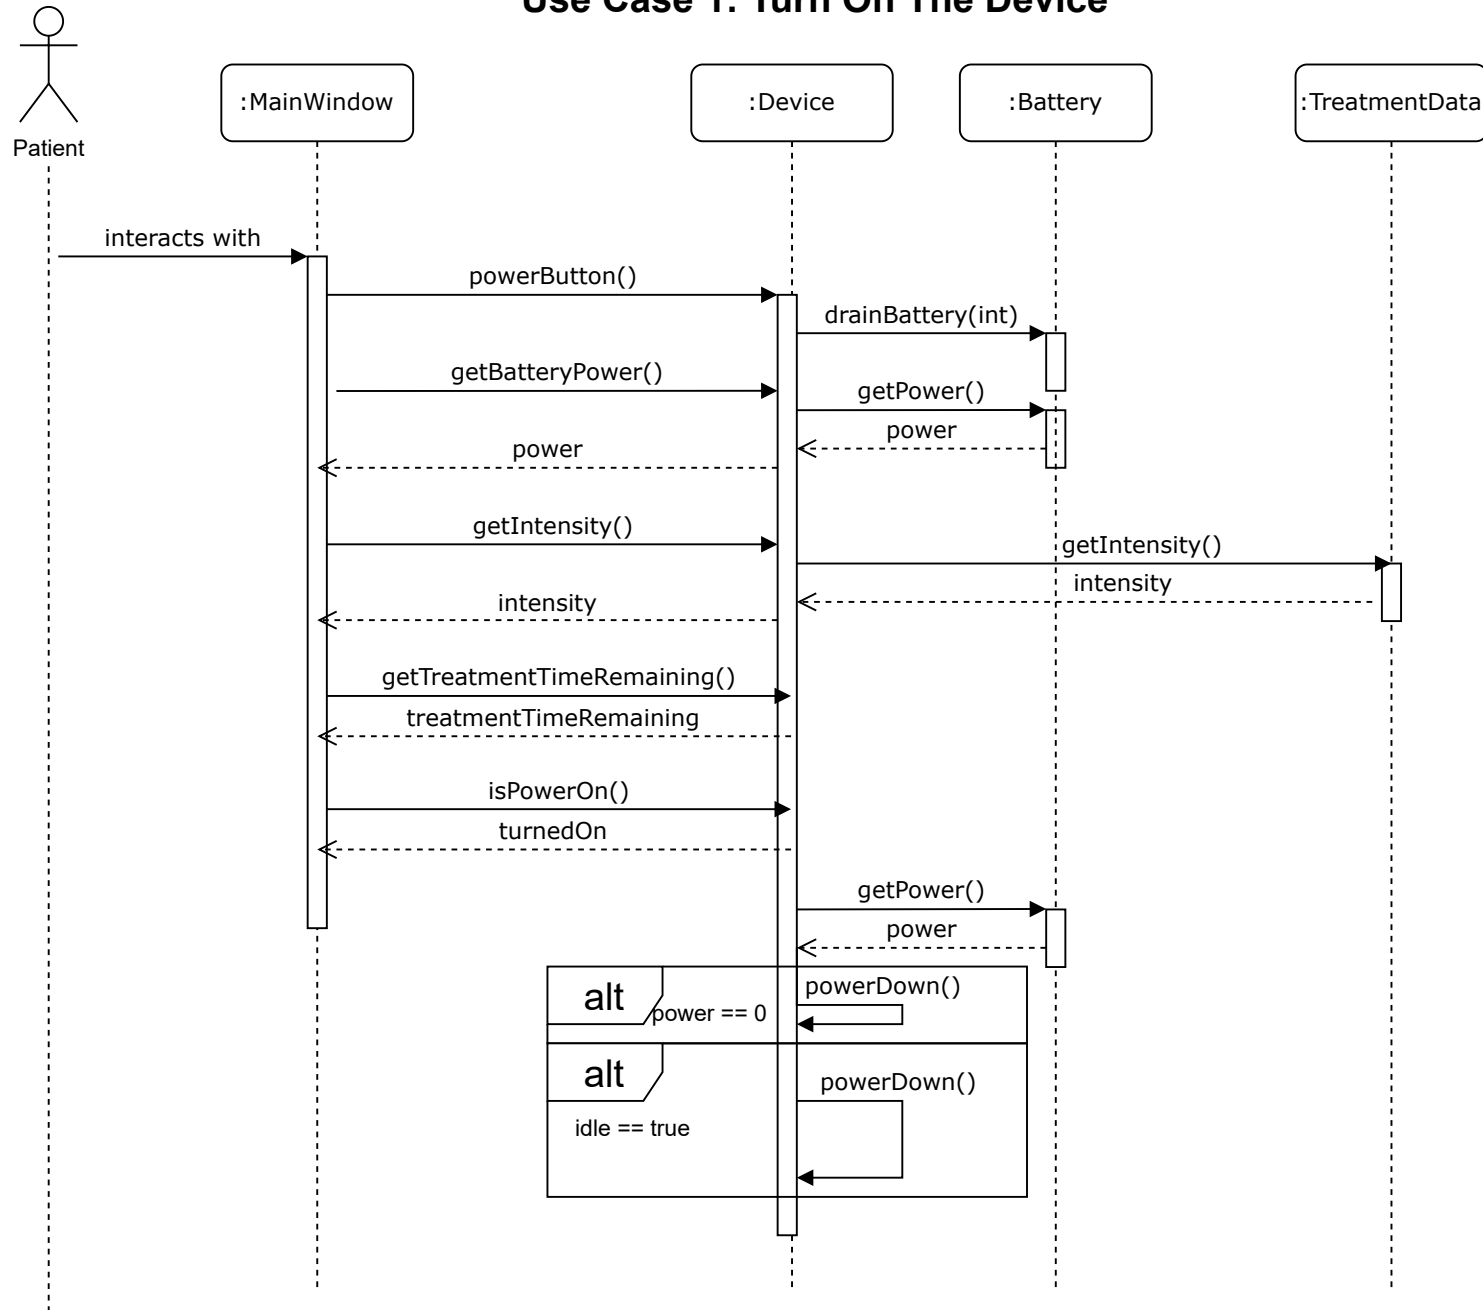 Use Case 1: Turn On The Device
Patient
:MainWindow
:Device
:Battery
:TreatmentData
interacts with
powerButton()
drainBattery(int)
getBatteryPower()
getPower()
power
power
getIntensity()
getIntensity()
intensity
intensity
getTreatmentTimeRemaining()
treatmentTimeRemaining
isPowerOn()
turnedOn
getPower()
power
alt
power == 0
powerDown()
alt
idle == true
powerDown()